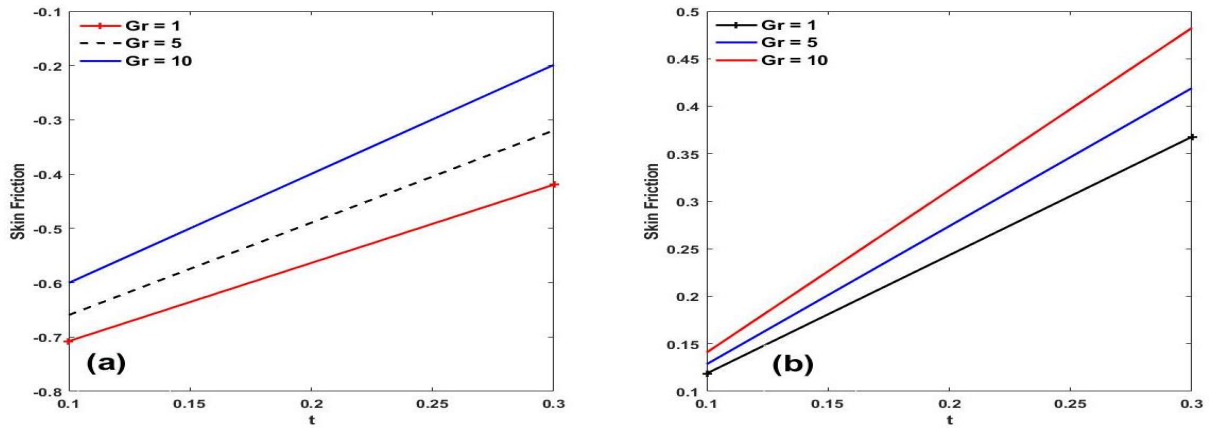 -0.1
-0.2
-0.3
-0.4
-0.5
-0.6
-0.7
-0.8
Skin Friction
Gr = 1
Gr = 5
Gr = 10
(a)
0.1 0.15 0.2 0.25 0.3
t
0.5
0.45
0.4
0.35
0.3
0.25
0.2
0.15
0.1
Skin Friction
Gr = 1
Gr = 5
Gr = 10
(b)
0.1 0.15 0.2 0.25 0.3
t